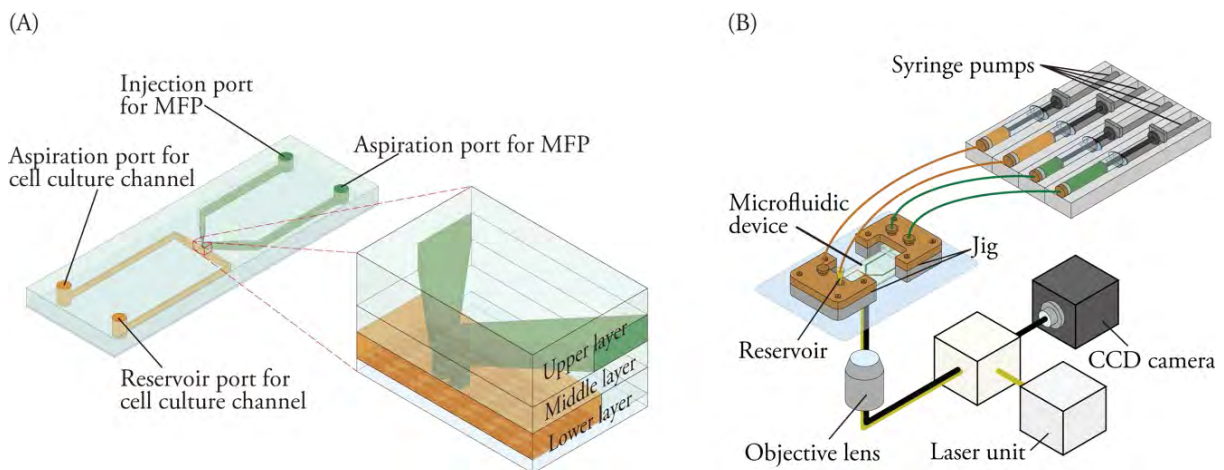 (A)
Injection port
for MFP
Aspiration port for MFP
Aspiration port for
cell culture channel
Upper layer
Middle layer
Lower layer
Reservoir port for
cell culture channel
(B)
Syringe pumps
Microfluidic
device
Jig
Reservoir
CCD camera
Objective lens
Laser unit